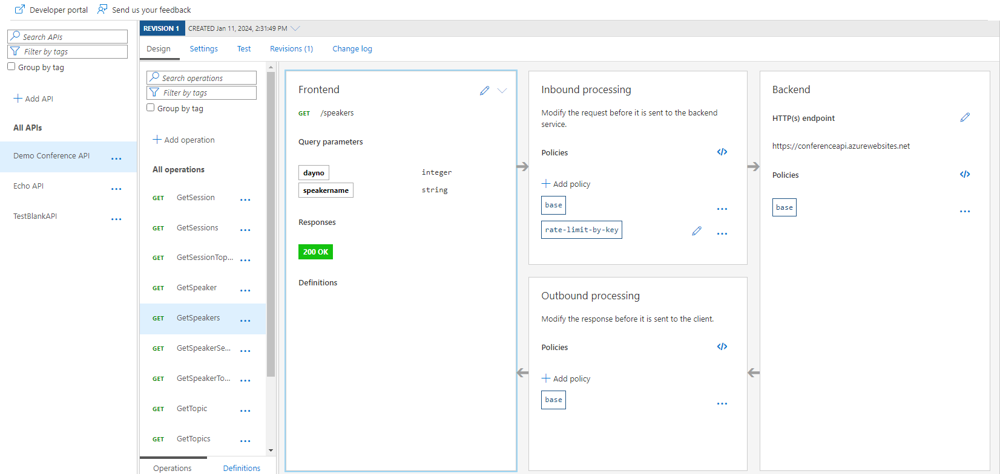 Developer portal
Send us your feedback
Search APIs
Filter by tags
Group by tag
Add API
All APIs
Demo Conference API
...
Echo API
...
TestBlankAPI
...
REVISION 1
CREATED Jan 11, 2024, 2:31:49 PM
Design
Settings
Test
Revisions (1)
Change log
Search operations
Filter by tags
Group by tag
Add operation
All operations
GET GetSession ...
GET GetSessions ...
GET GetSessionTop... ...
GET GetSpeaker ...
GET GetSpeakers ...
GET GetSpeakerSe... ...
GET GetSpeakerTo... ...
GET GetTopic ...
GET GetTopics ...
Operations
Definitions
Frontend
GET /speakers
Query parameters
dayno integer
speakername string
Responses
200 OK
Definitions
Inbound processing
Modify the request before it is sent to the backend
service.
Policies </>
Add policy
base ...
rate-limit-by-key ...
Outbound processing
Modify the response before it is sent to the client.
Policies </>
Add policy
base ...
Backend
HTTP(s) endpoint
https://conferenceapi.azurewebsites.net
Policies </>
base ...